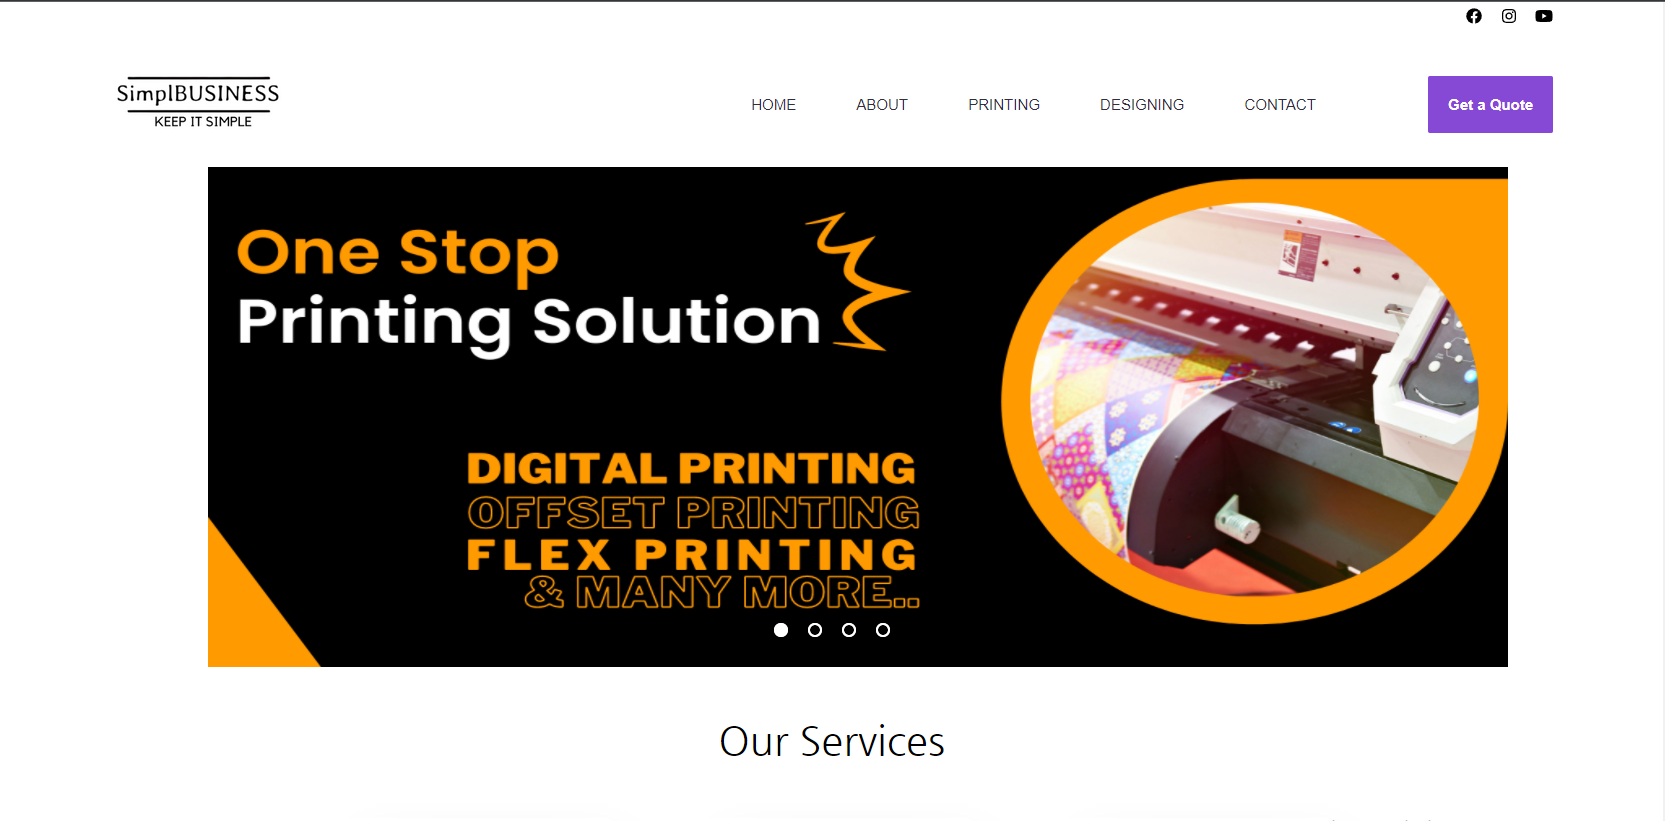 SimplBUSINESS
KEEP IT SIMPLE
HOME
ABOUT
PRINTING
DESIGNING
CONTACT
Get a Quote
One Stop
Printing Solution
DIGITAL PRINTING
OFFSET PRINTING
FLEX PRINTING
& MANY MORE..
Our Services